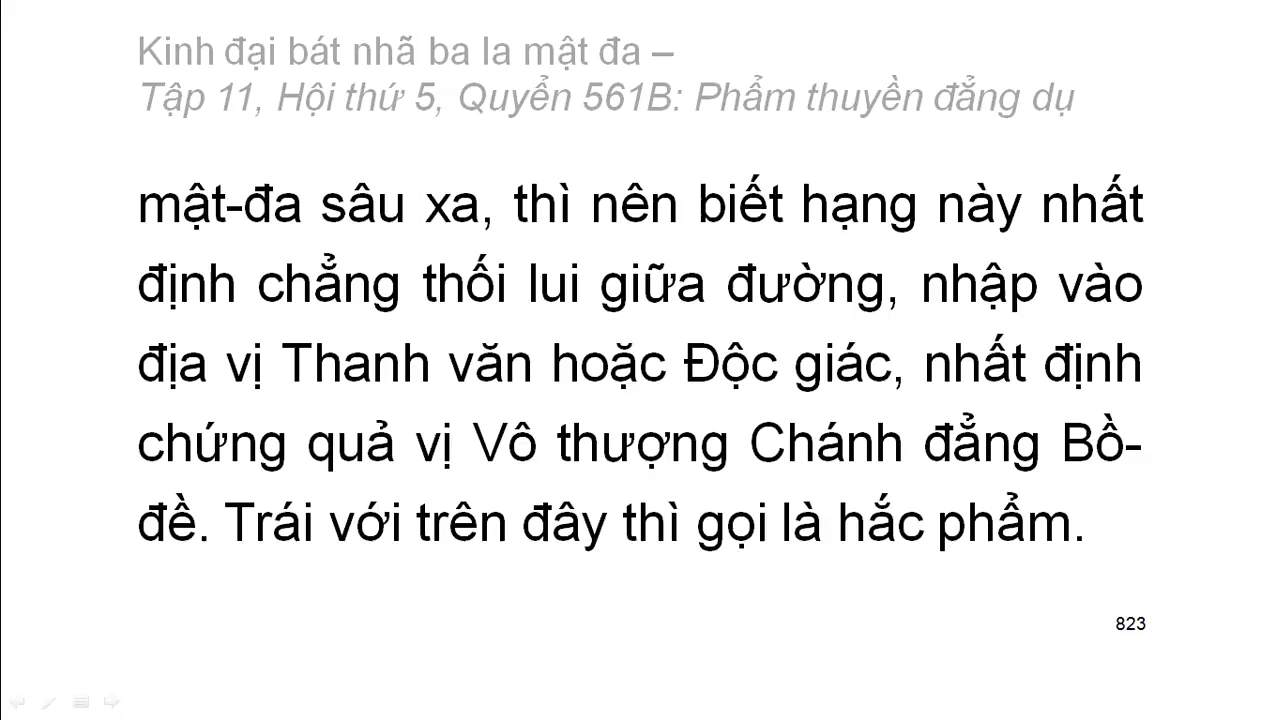 Kinh đại bát nhã ba la mật đa –
Tập 11, Hội thứ 5, Quyển 561B: Phẩm thuyền đẳng dụ
mật-đa sâu xa, thì nên biết hạng này nhất
định chẳng thối lui giữa đường, nhập vào
địa vị Thanh văn hoặc Độc giác, nhất định
chứng quả vị Vô thượng Chánh đẳng Bồ-
đề. Trái với trên đây thì gọi là hắc phẩm.
823